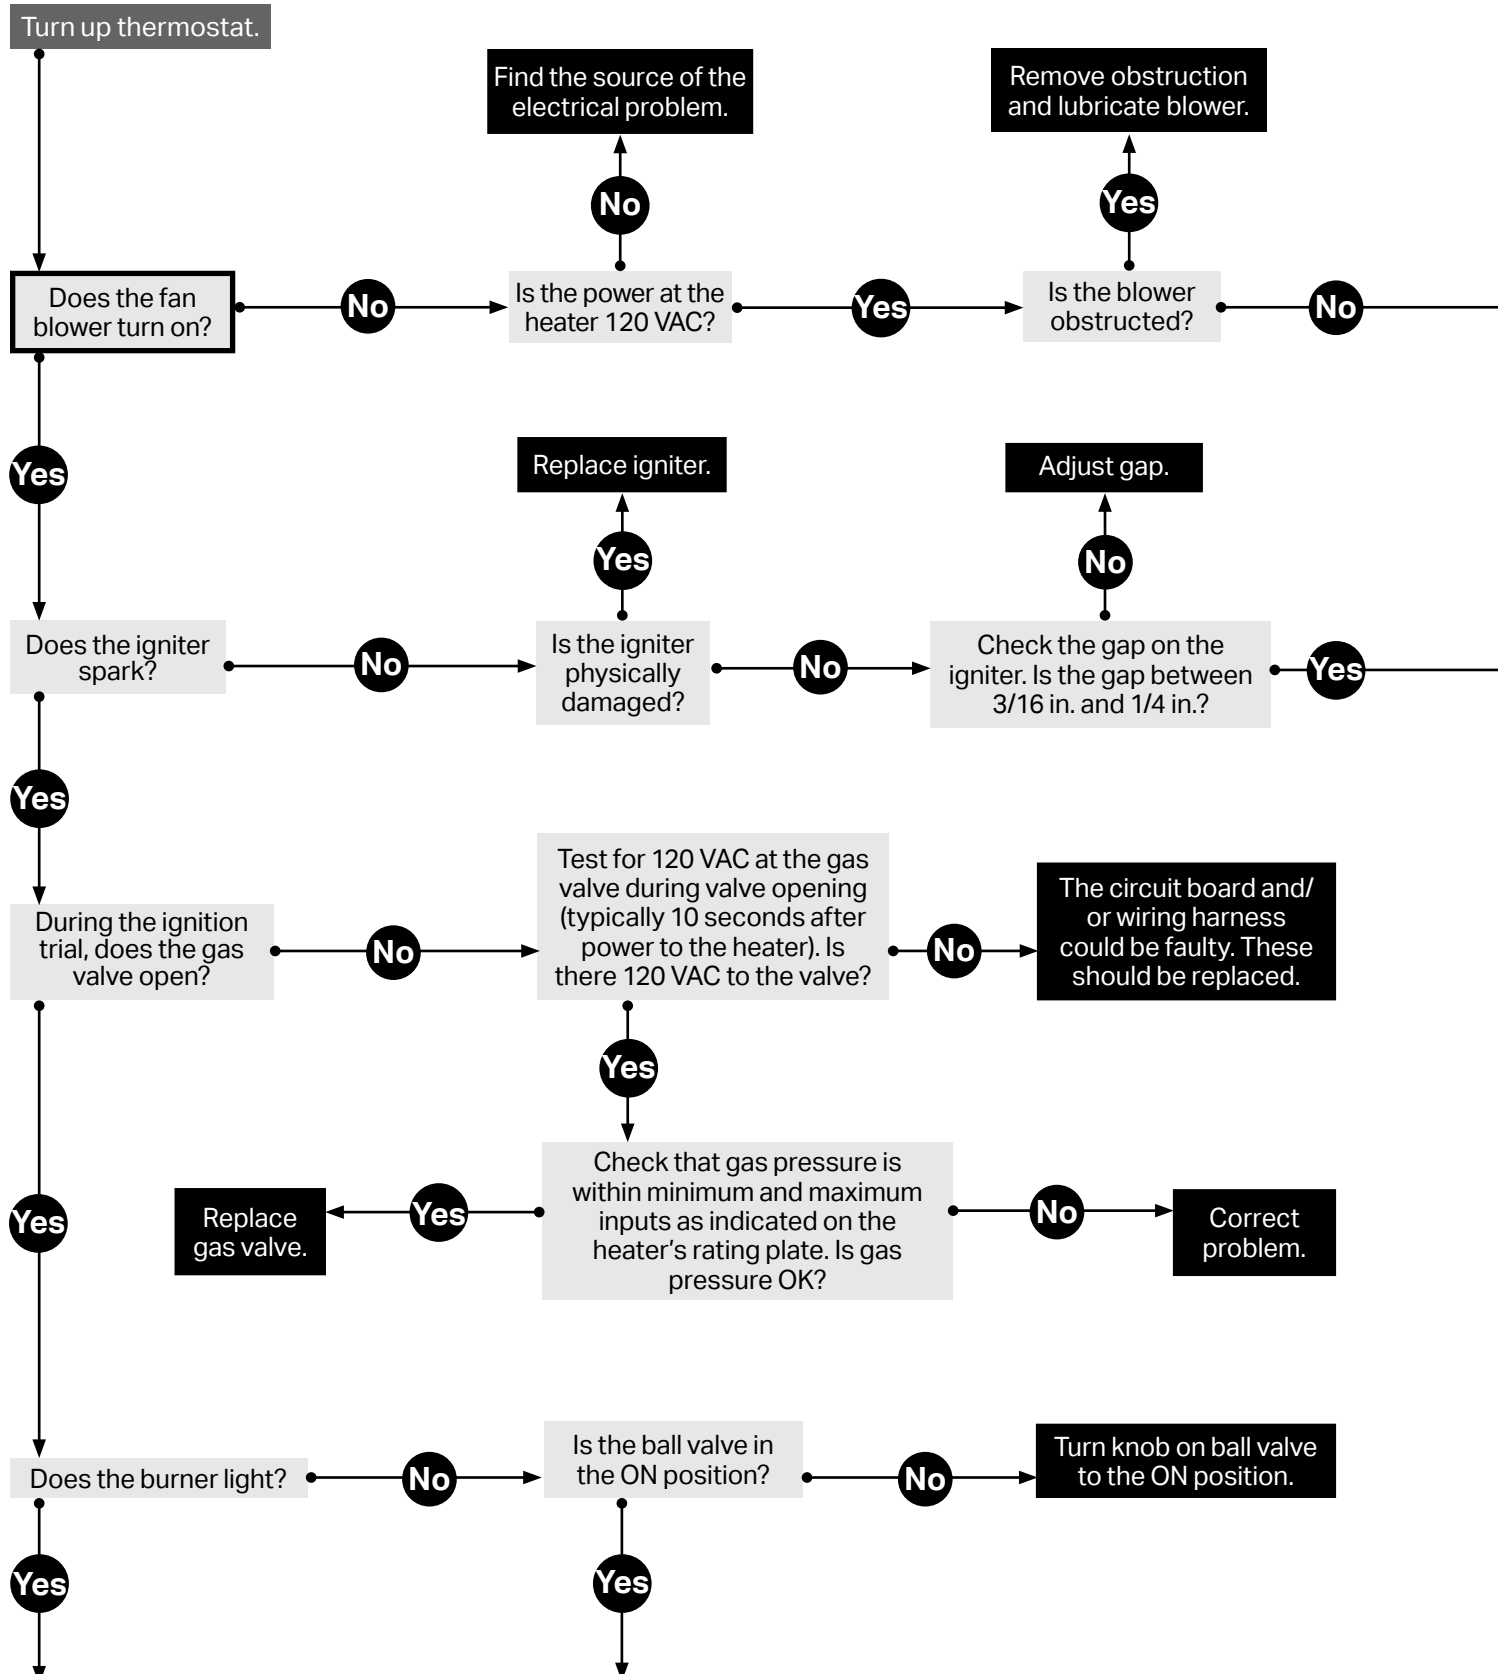 Turn up thermostat.
Find the source of the
electrical problem.
Remove obstruction
and lubricate blower.
No
Yes
Does the fan
blower turn on?
No
Is the power at the
heater 120 VAC?
Yes
Is the blower
obstructed?
No
Yes
Replace igniter.
Adjust gap.
Yes
No
Does the igniter
spark?
No
Is the igniter
physically
damaged?
No
Check the gap on the
igniter. Is the gap between
3/16 in. and 1/4 in.?
Yes
Yes
During the ignition
trial, does the gas
valve open?
No
Test for 120 VAC at the gas
valve during valve opening
(typically 10 seconds after
power to the heater). Is
there 120 VAC to the valve?
No
The circuit board and/
or wiring harness
could be faulty. These
should be replaced.
Yes
Yes
Replace
gas valve.
Yes
Check that gas pressure is
within minimum and maximum
inputs as indicated on the
heater's rating plate. Is gas
pressure OK?
No
Correct
problem.
Does the burner light?
No
Is the ball valve in
the ON position?
No
Turn knob on ball valve
to the ON position.
Yes
Yes